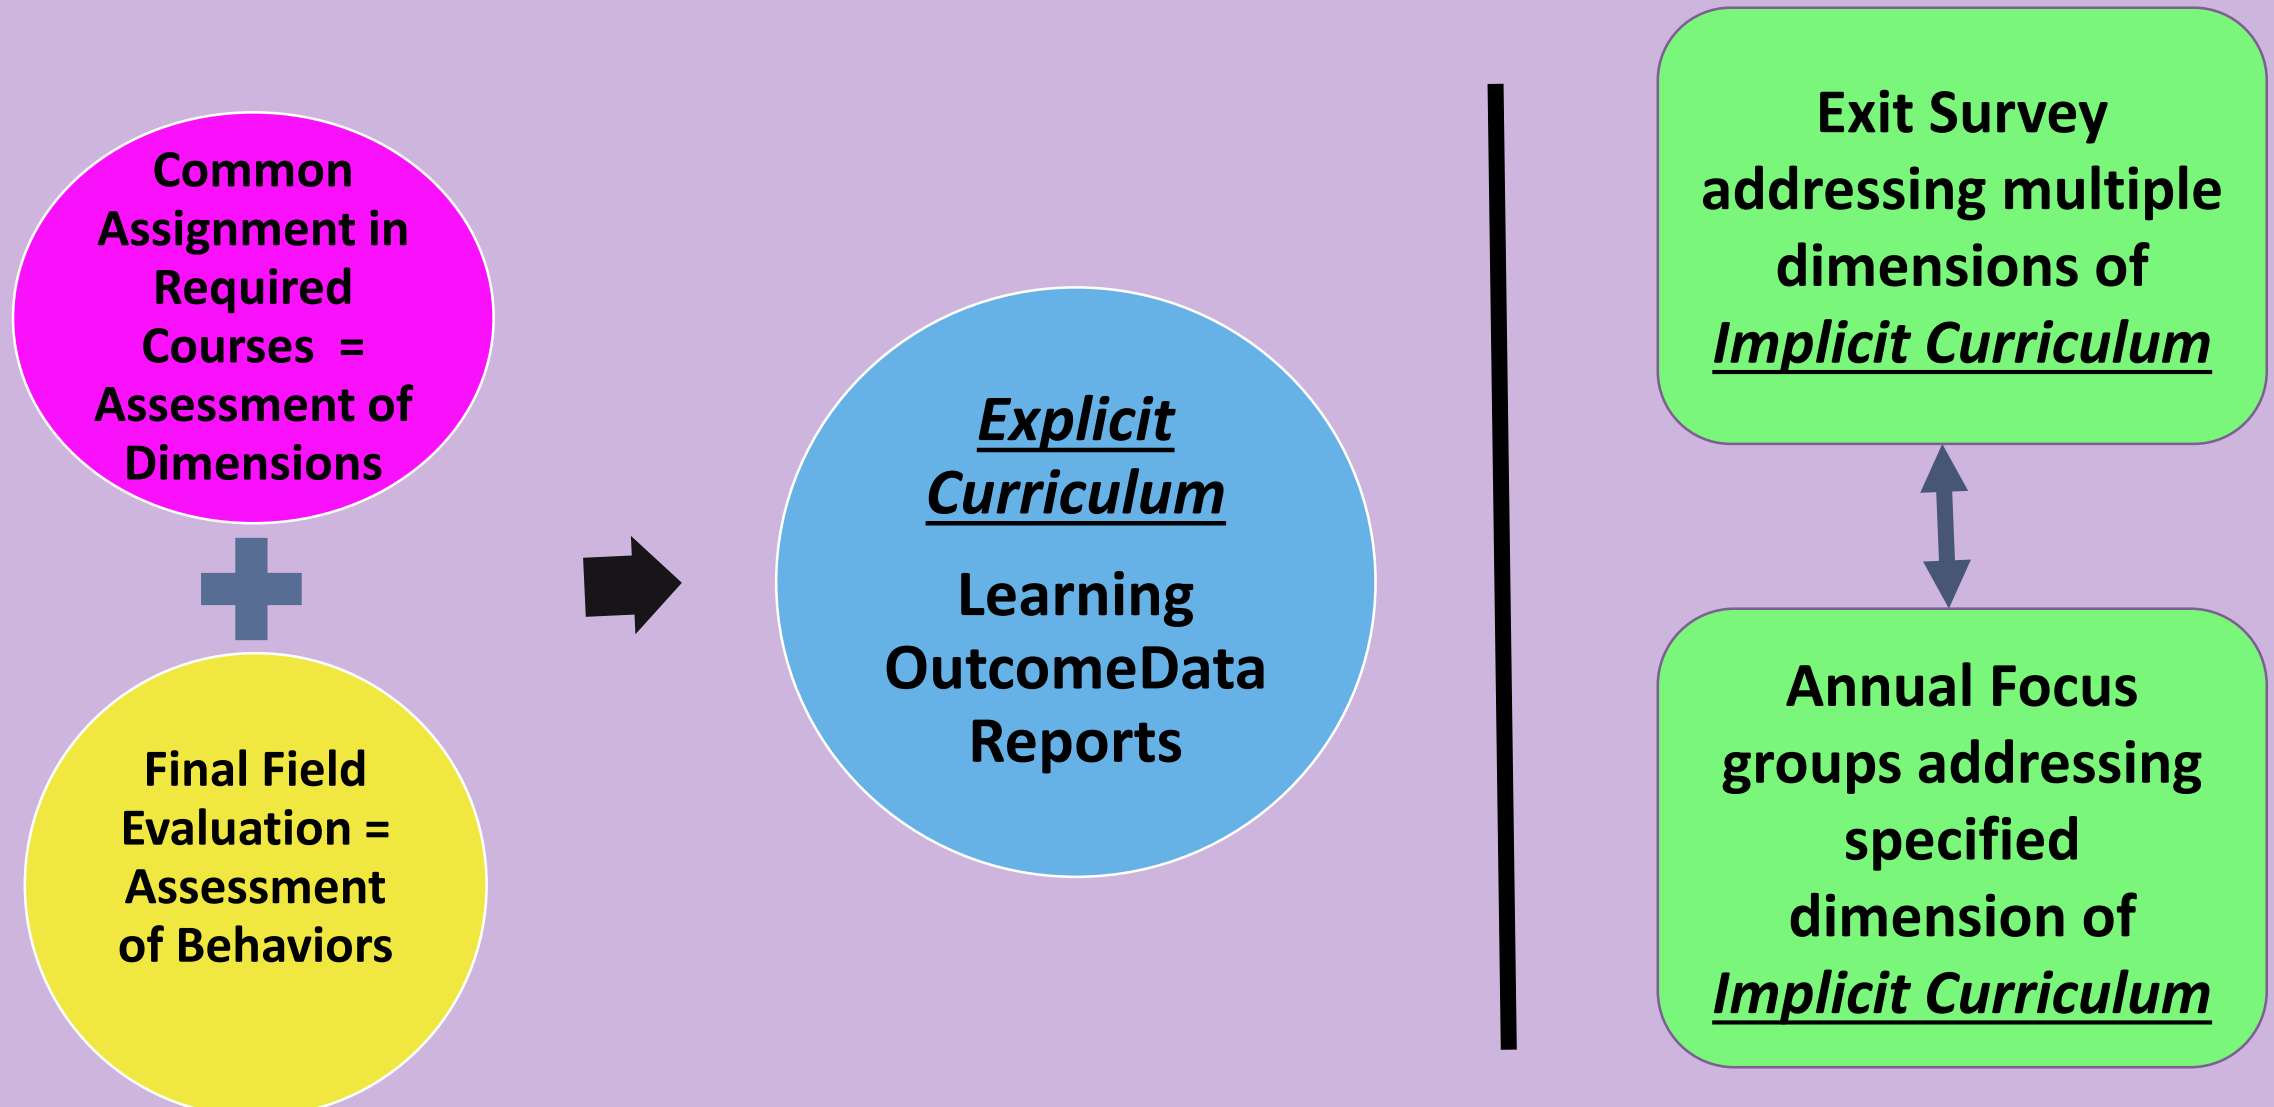 Common
Assignment in
Required
Courses  =
Assessment of
Dimensions
Final Field
Evaluation =
Assessment
of Behaviors
Explicit
Curriculum
Learning
OutcomeData
Reports
Exit Survey
addressing multiple
dimensions of
Implicit Curriculum
Annual Focus
groups addressing
specified
dimension of
Implicit Curriculum